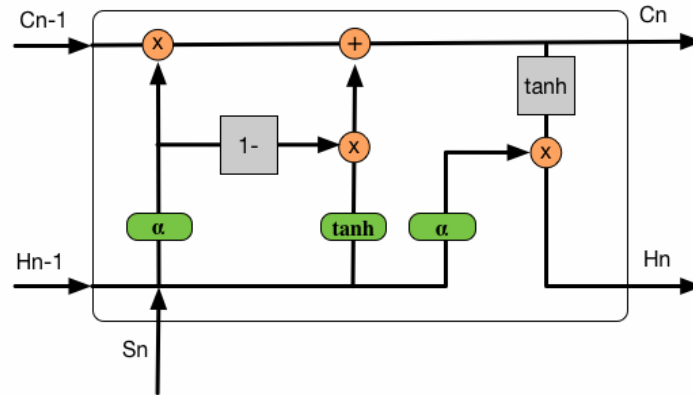 Cn-1
Cn
x
+
tanh
1-
x
x
α
tanh
α
Hn-1
Hn
Sn